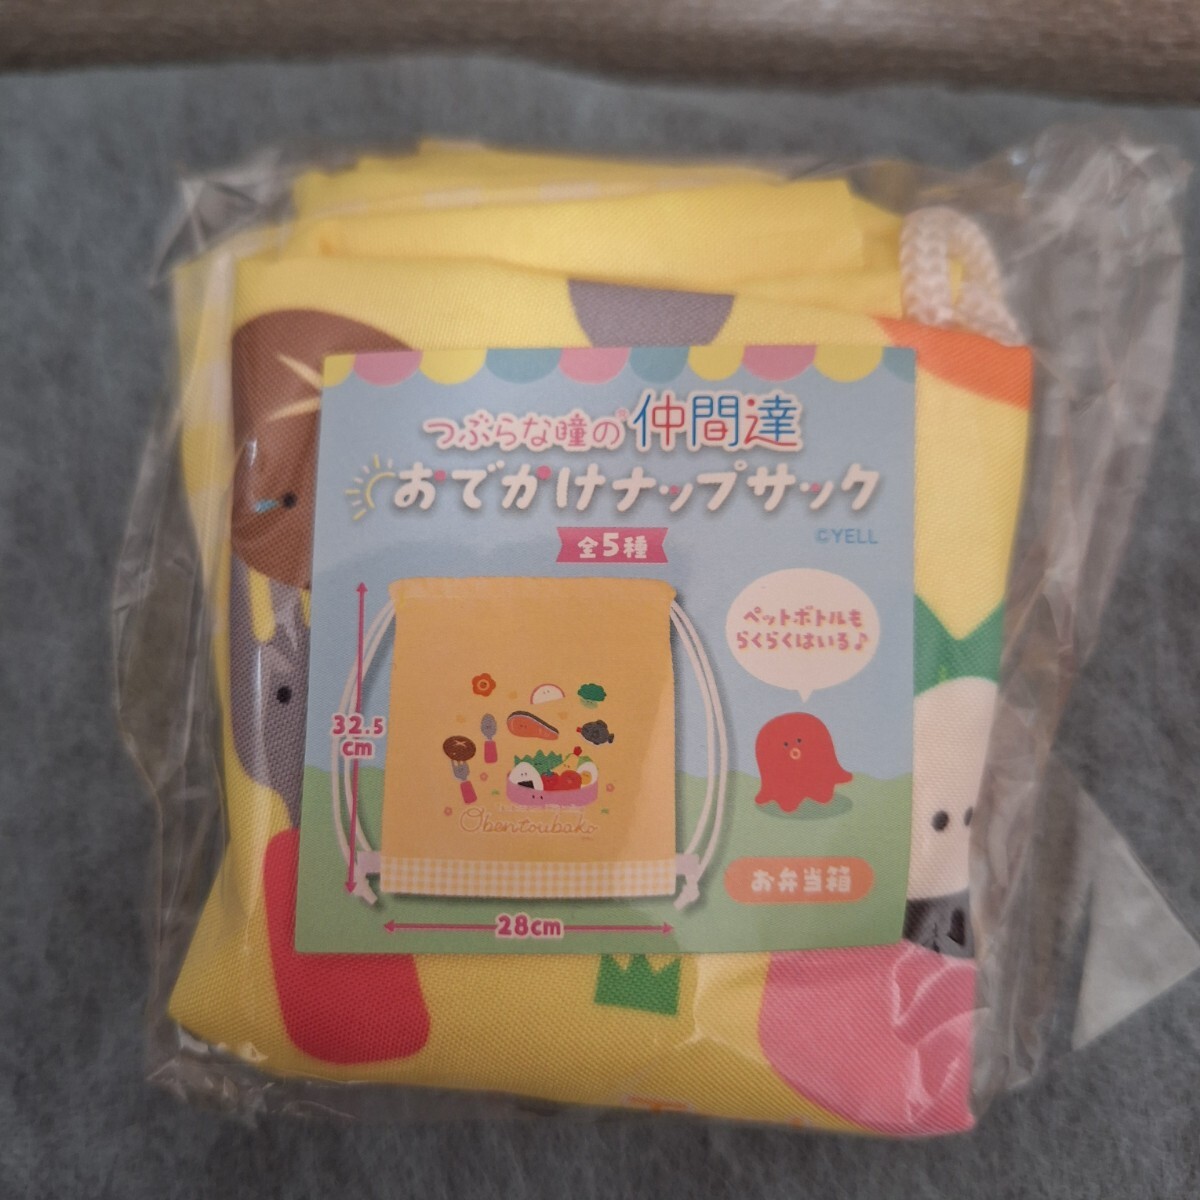 つぶらな瞳の®仲間達
おでかけナップサック
©YELL
全5種
ペットボトルも
らくらくはいる♪
32.5
cm
Obentoubako
お弁当箱
28cm